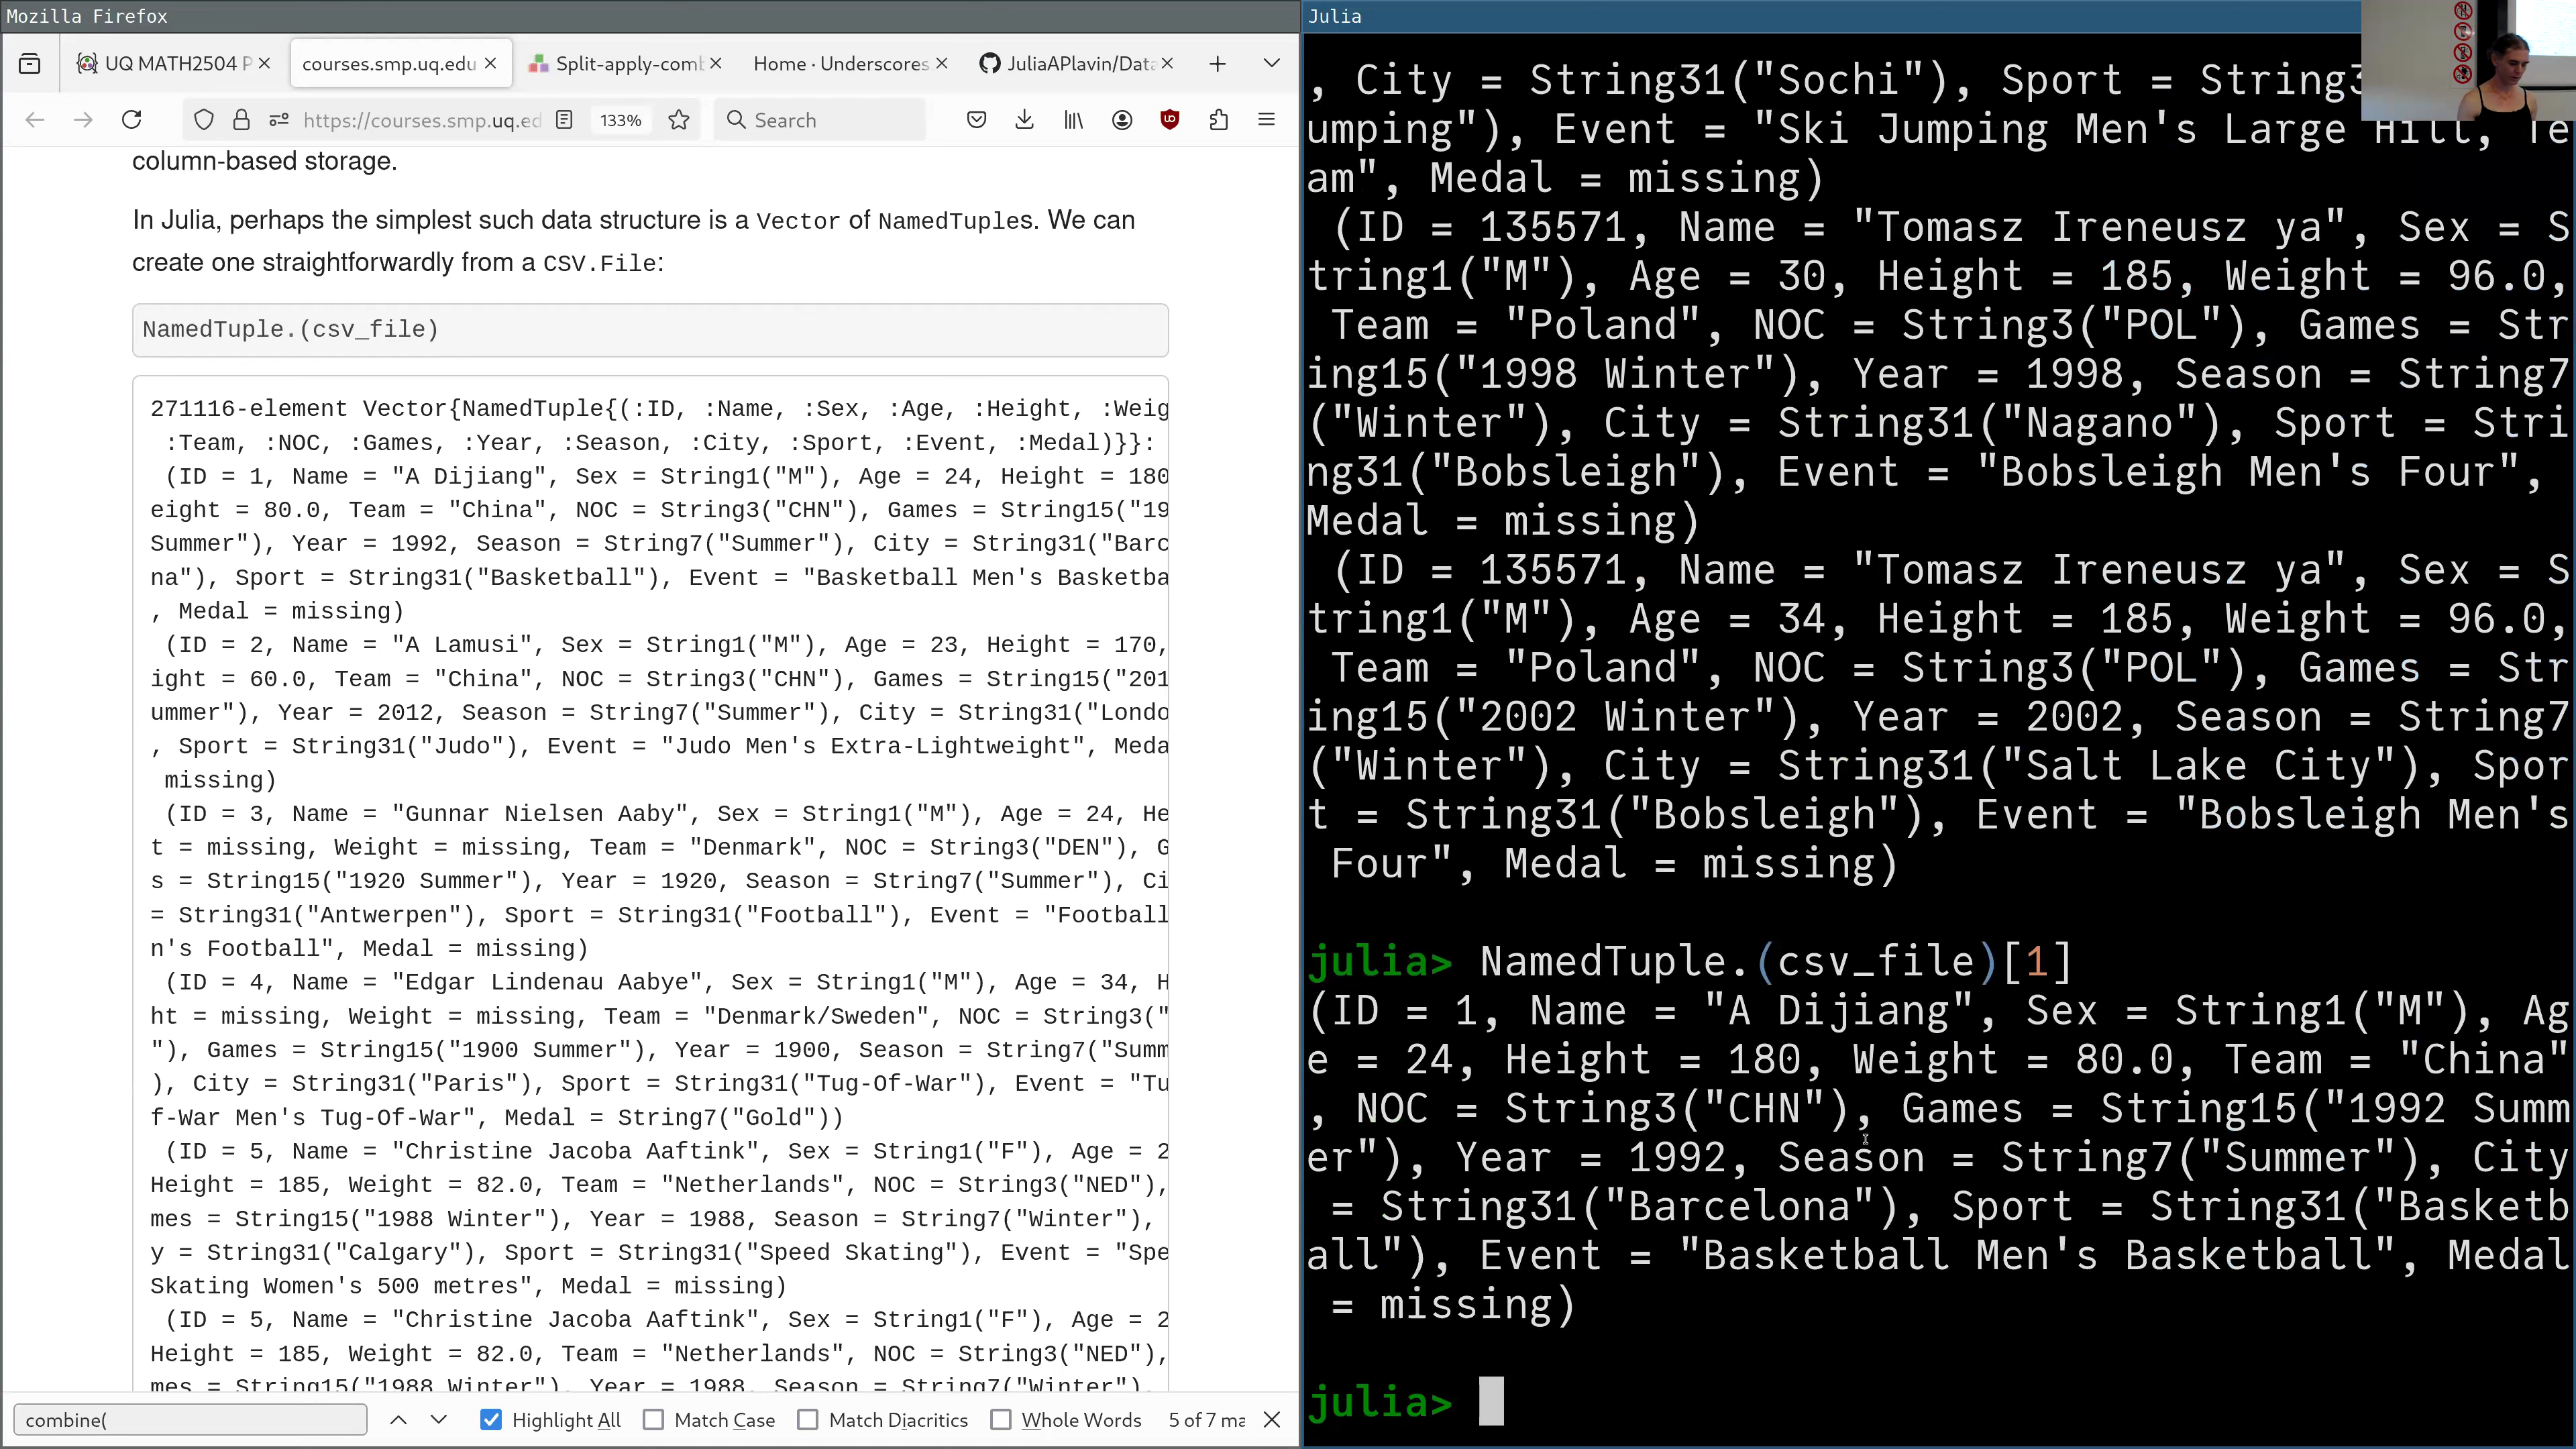 Mozilla Firefox
UQ MATH2504 P
courses.smp.uq.edu
Split-apply-comb
Home · Underscores
JuliaAPlavin/Data
https://courses.smp.uq.ed
133%
Search
column-based storage.
In Julia, perhaps the simplest such data structure is a Vector of NamedTuples. We can
create one straightforwardly from a CSV.File:
NamedTuple.(csv_file)
271116-element Vector{NamedTuple{(:ID, :Name, :Sex, :Age, :Height, :Weig
:Team, :NOC, :Games, :Year, :Season, :City, :Sport, :Event, :Medal)}}:
(ID = 1, Name = "A Dijiang", Sex = String1("M"), Age = 24, Height = 180
eight = 80.0, Team = "China", NOC = String3("CHN"), Games = String15("19
Summer"), Year = 1992, Season = String7("Summer"), City = String31("Barc
na"), Sport = String31("Basketball"), Event = "Basketball Men's Basketba
, Medal = missing)
(ID = 2, Name = "A Lamusi", Sex = String1("M"), Age = 23, Height = 170,
ight = 60.0, Team = "China", NOC = String3("CHN"), Games = String15("201
ummer"), Year = 2012, Season = String7("Summer"), City = String31("Londo
, Sport = String31("Judo"), Event = "Judo Men's Extra-Lightweight", Meda
missing)
(ID = 3, Name = "Gunnar Nielsen Aaby", Sex = String1("M"), Age = 24, He
t = missing, Weight = missing, Team = "Denmark", NOC = String3("DEN"), G
s = String15("1920 Summer"), Year = 1920, Season = String7("Summer"), Ci
= String31("Antwerpen"), Sport = String31("Football"), Event = "Football
n's Football", Medal = missing)
(ID = 4, Name = "Edgar Lindenau Aabye", Sex = String1("M"), Age = 34, H
ht = missing, Weight = missing, Team = "Denmark/Sweden", NOC = String3("
"), Games = String15("1900 Summer"), Year = 1900, Season = String7("Summ
), City = String31("Paris"), Sport = String31("Tug-Of-War"), Event = "Tu
f-War Men's Tug-Of-War", Medal = String7("Gold"))
(ID = 5, Name = "Christine Jacoba Aaftink", Sex = String1("F"), Age = 2
Height = 185, Weight = 82.0, Team = "Netherlands", NOC = String3("NED"),
mes = String15("1988 Winter"), Year = 1988, Season = String7("Winter"),
y = String31("Calgary"), Sport = String31("Speed Skating"), Event = "Spe
Skating Women's 500 metres", Medal = missing)
(ID = 5, Name = "Christine Jacoba Aaftink", Sex = String1("F"), Age = 2
Height = 185, Weight = 82.0, Team = "Netherlands", NOC = String3("NED"),
mes = String15("1988 Winter"), Year = 1988, Season = String7("Winter"),
combine(
Highlight All
Match Case
Match Diacritics
Whole Words
5 of 7 ma
Julia
, City = String31("Sochi"), Sport = String3
umping"), Event = "Ski Jumping Men's Large Hill, Te
am", Medal = missing)
(ID = 135571, Name = "Tomasz Ireneusz ya", Sex = S
tring1("M"), Age = 30, Height = 185, Weight = 96.0,
Team = "Poland", NOC = String3("POL"), Games = Str
ing15("1998 Winter"), Year = 1998, Season = String7
("Winter"), City = String31("Nagano"), Sport = Stri
ng31("Bobsleigh"), Event = "Bobsleigh Men's Four",
Medal = missing)
(ID = 135571, Name = "Tomasz Ireneusz ya", Sex = S
tring1("M"), Age = 34, Height = 185, Weight = 96.0,
Team = "Poland", NOC = String3("POL"), Games = Str
ing15("2002 Winter"), Year = 2002, Season = String7
("Winter"), City = String31("Salt Lake City"), Spor
t = String31("Bobsleigh"), Event = "Bobsleigh Men's
Four", Medal = missing)
julia> NamedTuple.(csv_file)[1]
(ID = 1, Name = "A Dijiang", Sex = String1("M"), Ag
e = 24, Height = 180, Weight = 80.0, Team = "China"
, NOC = String3("CHN"), Games = String15("1992 Summ
er"), Year = 1992, Season = String7("Summer"), City
= String31("Barcelona"), Sport = String31("Basketb
all"), Event = "Basketball Men's Basketball", Medal
= missing)
julia>